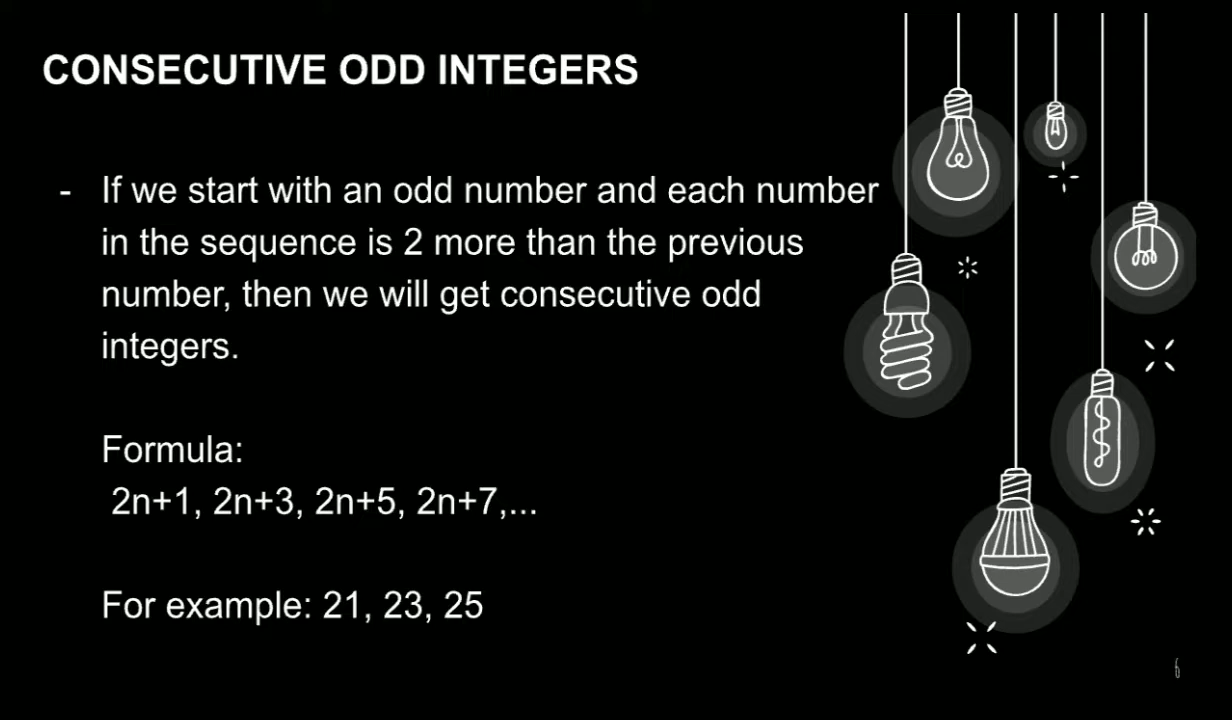 CONSECUTIVE ODD INTEGERS
- If we start with an odd number and each number
in the sequence is 2 more than the previous
number, then we will get consecutive odd
integers.
Formula:
2n+1, 2n+3, 2n+5, 2n+7,...
For example: 21, 23, 25
6